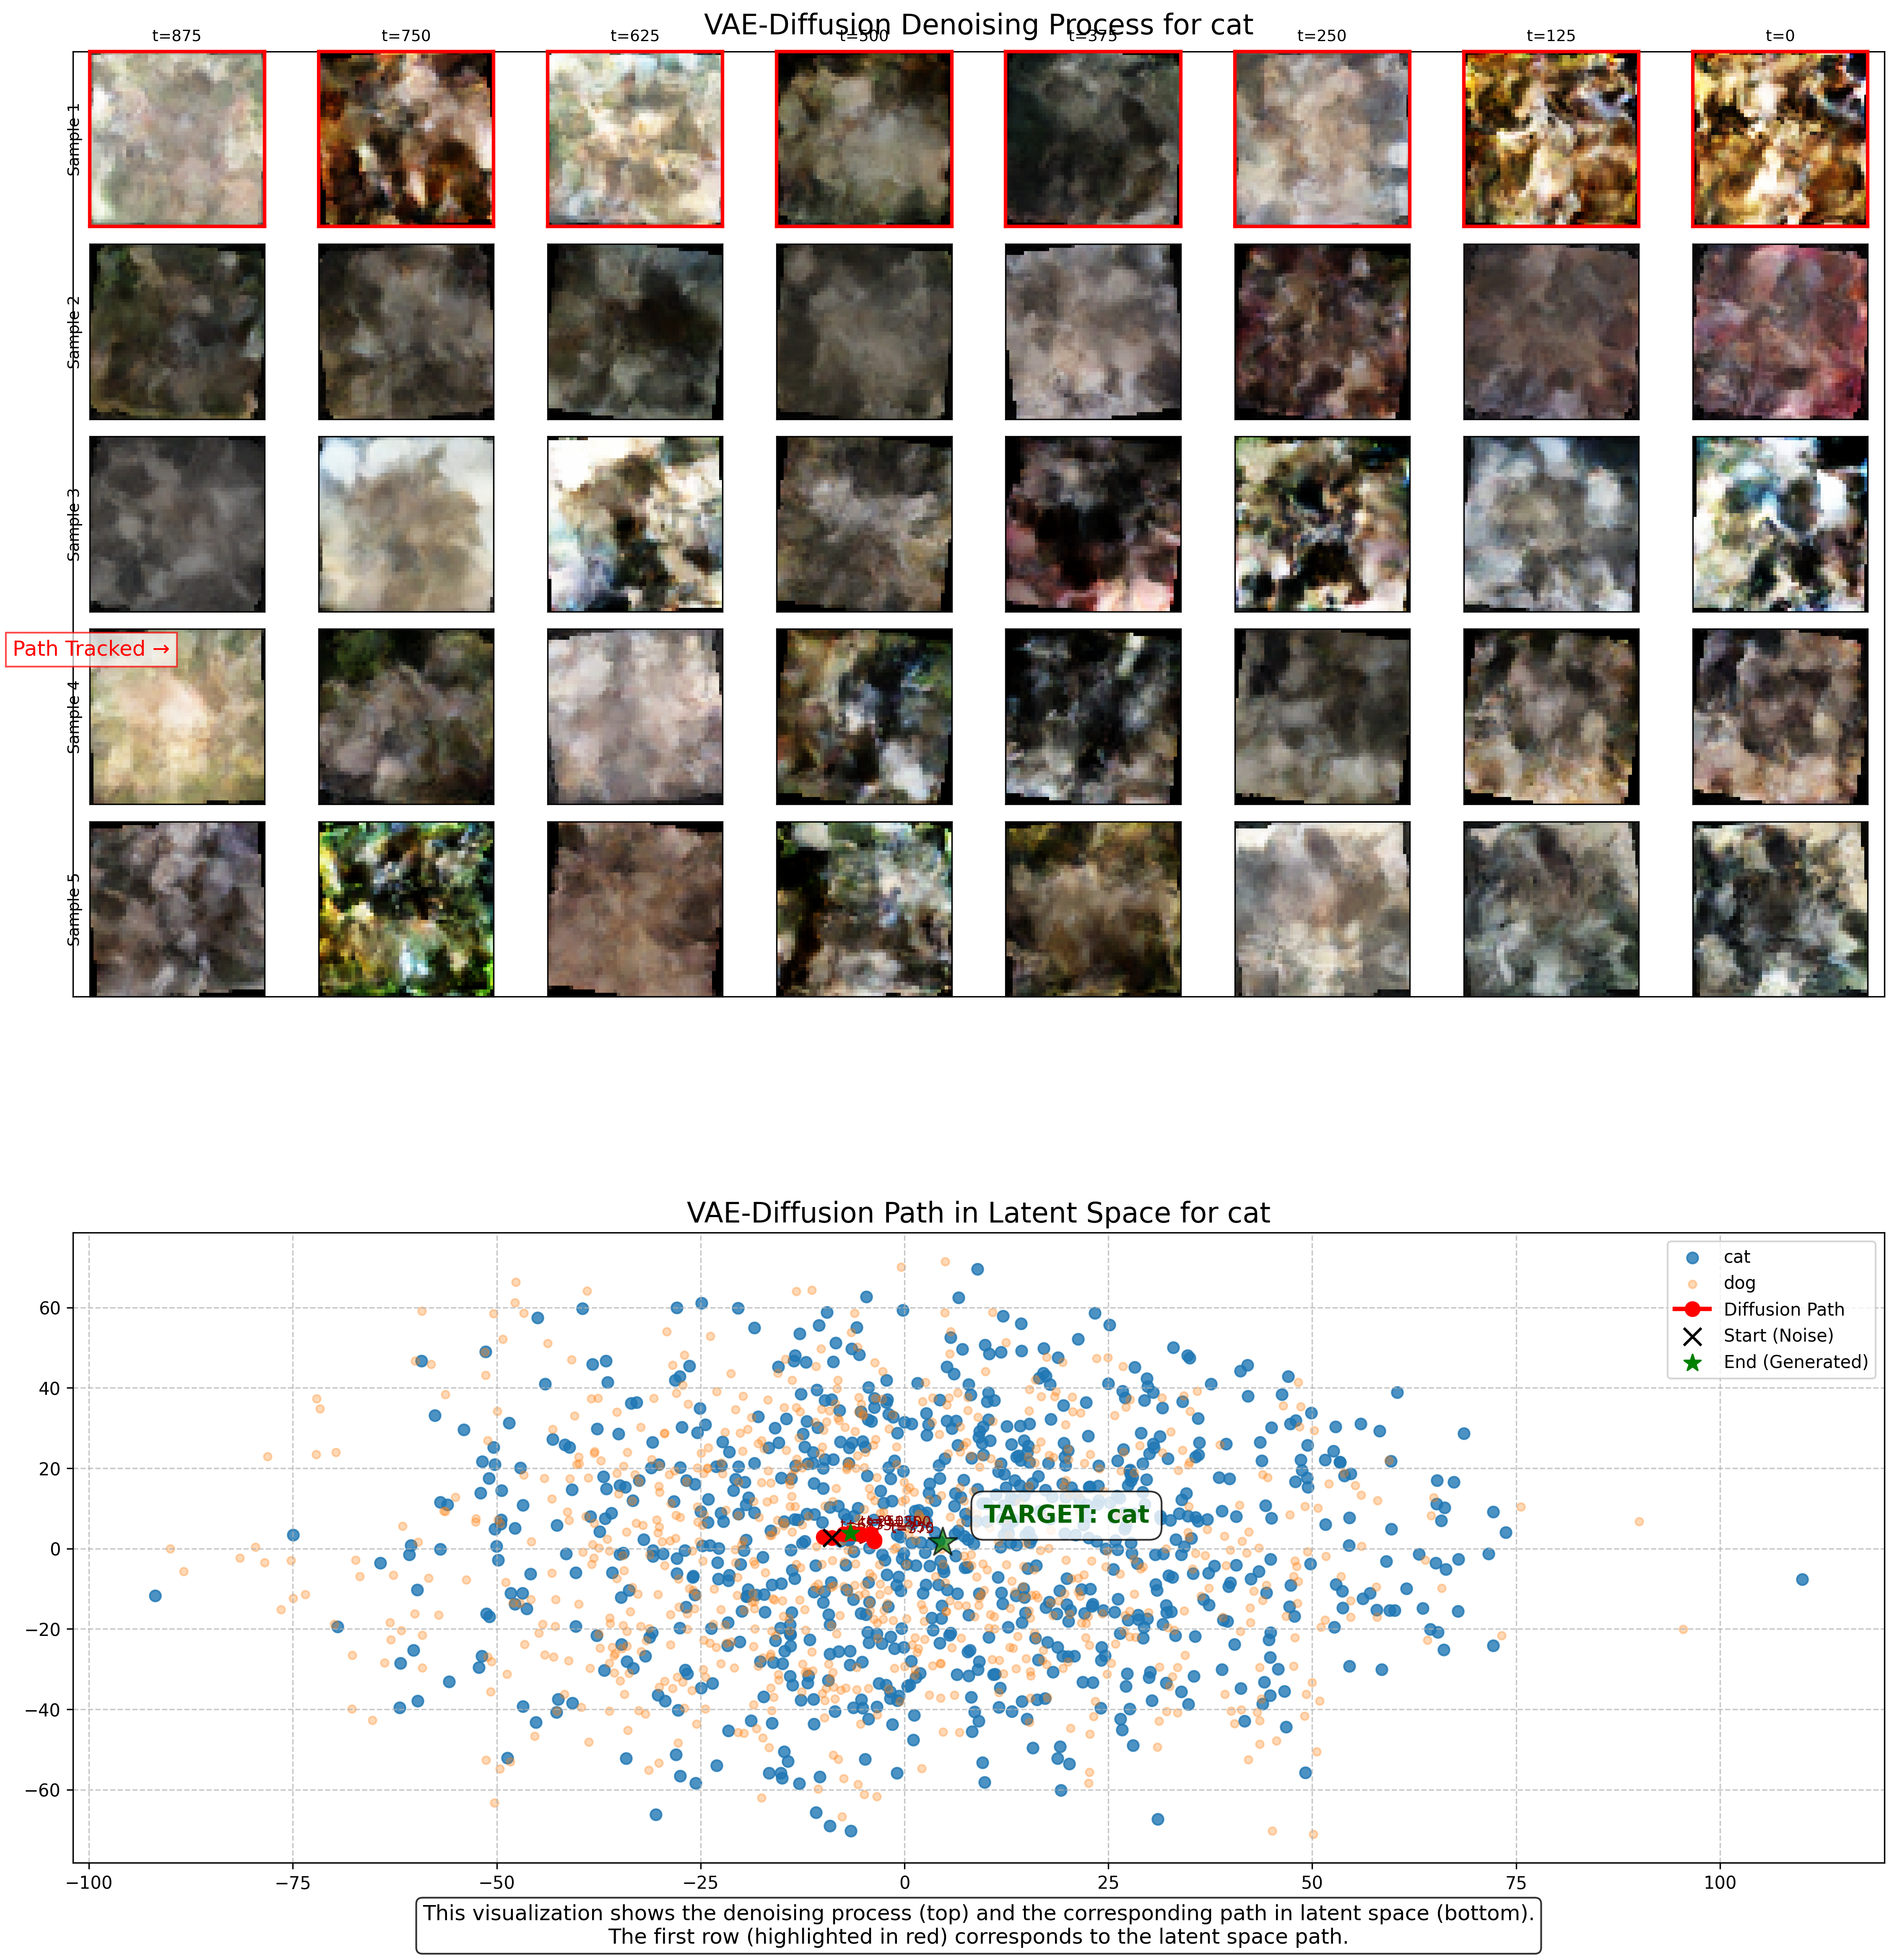 VAE-Diffusion Denoising Process for cat
t=875 t=750 t=625 t=500 t=375 t=250 t=125 t=0
Sample 1
Sample 2
Sample 3
Path Tracked →
Sample 4
Sample 5
VAE-Diffusion Path in Latent Space for cat
cat
dog
Diffusion Path
Start (Noise)
End (Generated)
60
40
20
0
−20
−40
−60
TARGET: cat
−100 −75 −50 −25 0 25 50 75 100
This visualization shows the denoising process (top) and the corresponding path in latent space (bottom).
The first row (highlighted in red) corresponds to the latent space path.